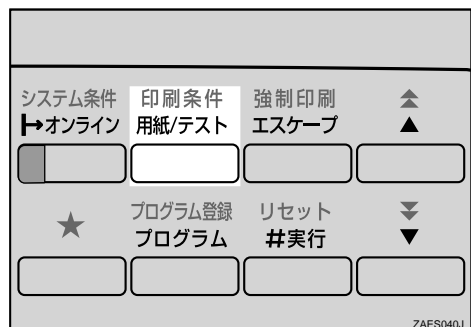 システム条件 印刷条件 強制印刷
オンライン 用紙/テスト エスケープ ▲
★ プログラム登録 リセット
プログラム #実行 ▼
ZAES040J